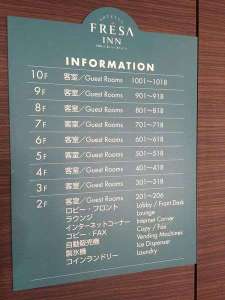 FRESA
INN
INFORMATION
10F 客室/Guest Rooms 1001~1018
9F 客室/Guest Rooms 901~918
8F 客室/Guest Rooms 801~818
7F 客室/Guest Rooms 701~718
6F 客室/Guest Rooms 601~618
5F 客室/Guest Rooms 501~518
4F 客室/Guest Rooms 401~418
3F 客室/Guest Rooms 301~318
2F 客室/Guest Rooms 201~206
ロビー・フロント Lobby / Front Desk
ラウンジ Lounge
インターネットコーナー Internet Corner
コピー・FAX Copy / Fax
自動販売機 Vending Machines
製氷機 Ice Dispenser
コインランドリー Laundry